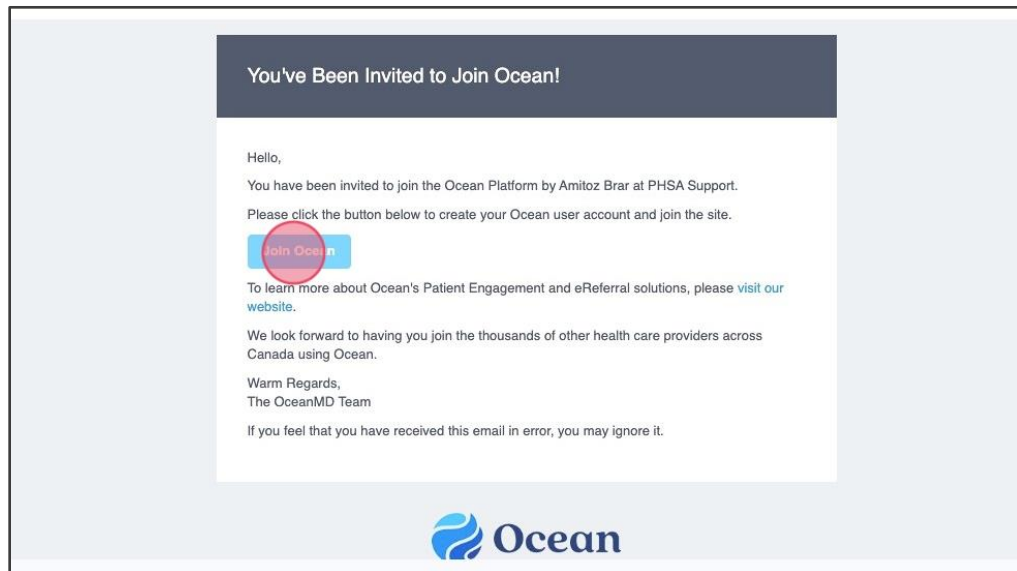 You've Been Invited to Join Ocean!
Hello,
You have been invited to join the Ocean Platform by Amitoz Brar at PHSA Support.
Please click the button below to create your Ocean user account and join the site.
Join Ocean
To learn more about Ocean's Patient Engagement and eReferral solutions, please visit our
website.
We look forward to having you join the thousands of other health care providers across
Canada using Ocean.
Warm Regards,
The OceanMD Team
If you feel that you have received this email in error, you may ignore it.
Ocean